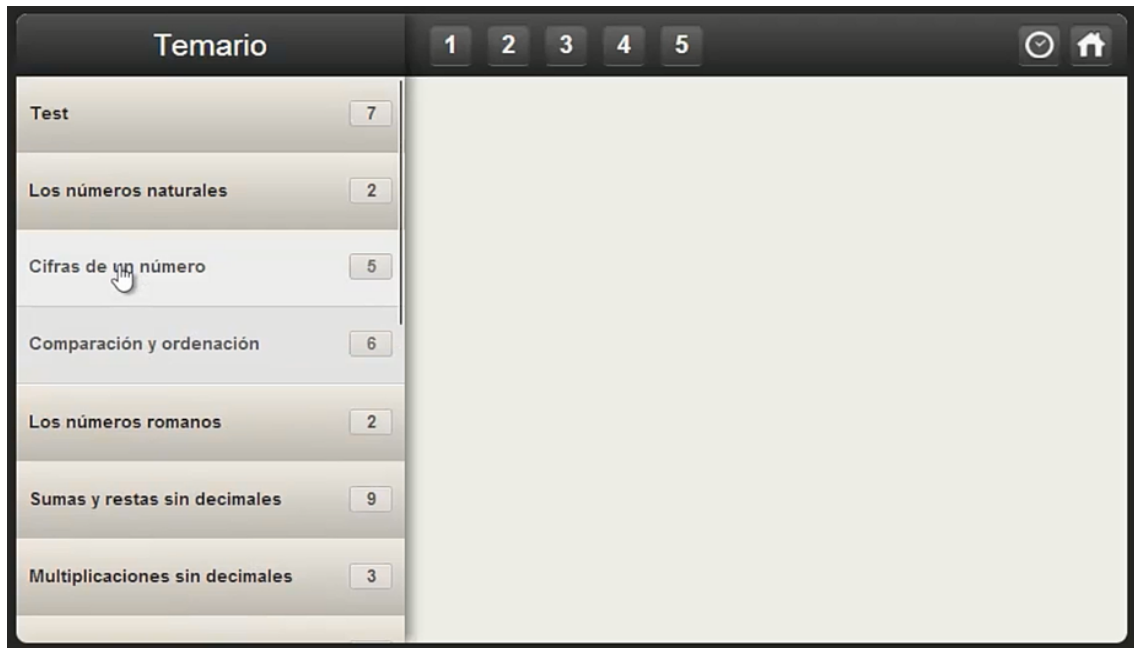 Temario
1 2 3 4 5
Test 7
Los números naturales 2
Cifras de un número 5
Comparación y ordenación 6
Los números romanos 2
Sumas y restas sin decimales 9
Multiplicaciones sin decimales 3